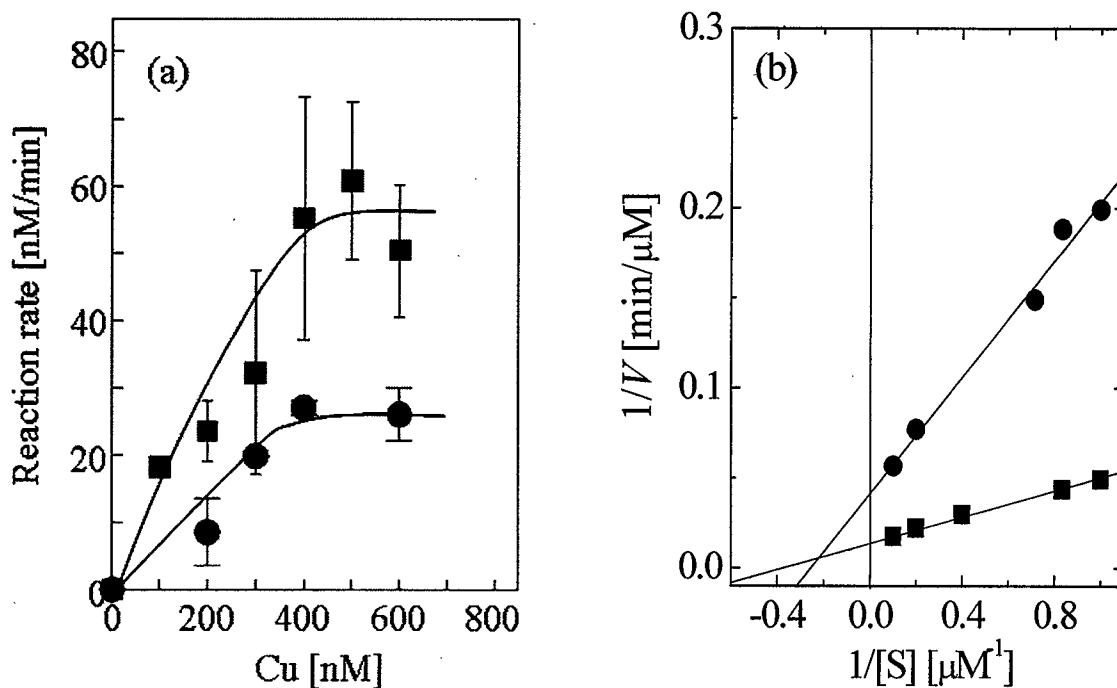 (a)
Reaction rate [nM/min]
80
60
40
20
0
0 200 400 600 800
Cu [nM]
(b)
1/V [min/μM]
0.3
0.2
0.1
0.0
-0.4 0.0 0.4 0.8
1/[S] [μM⁻¹]